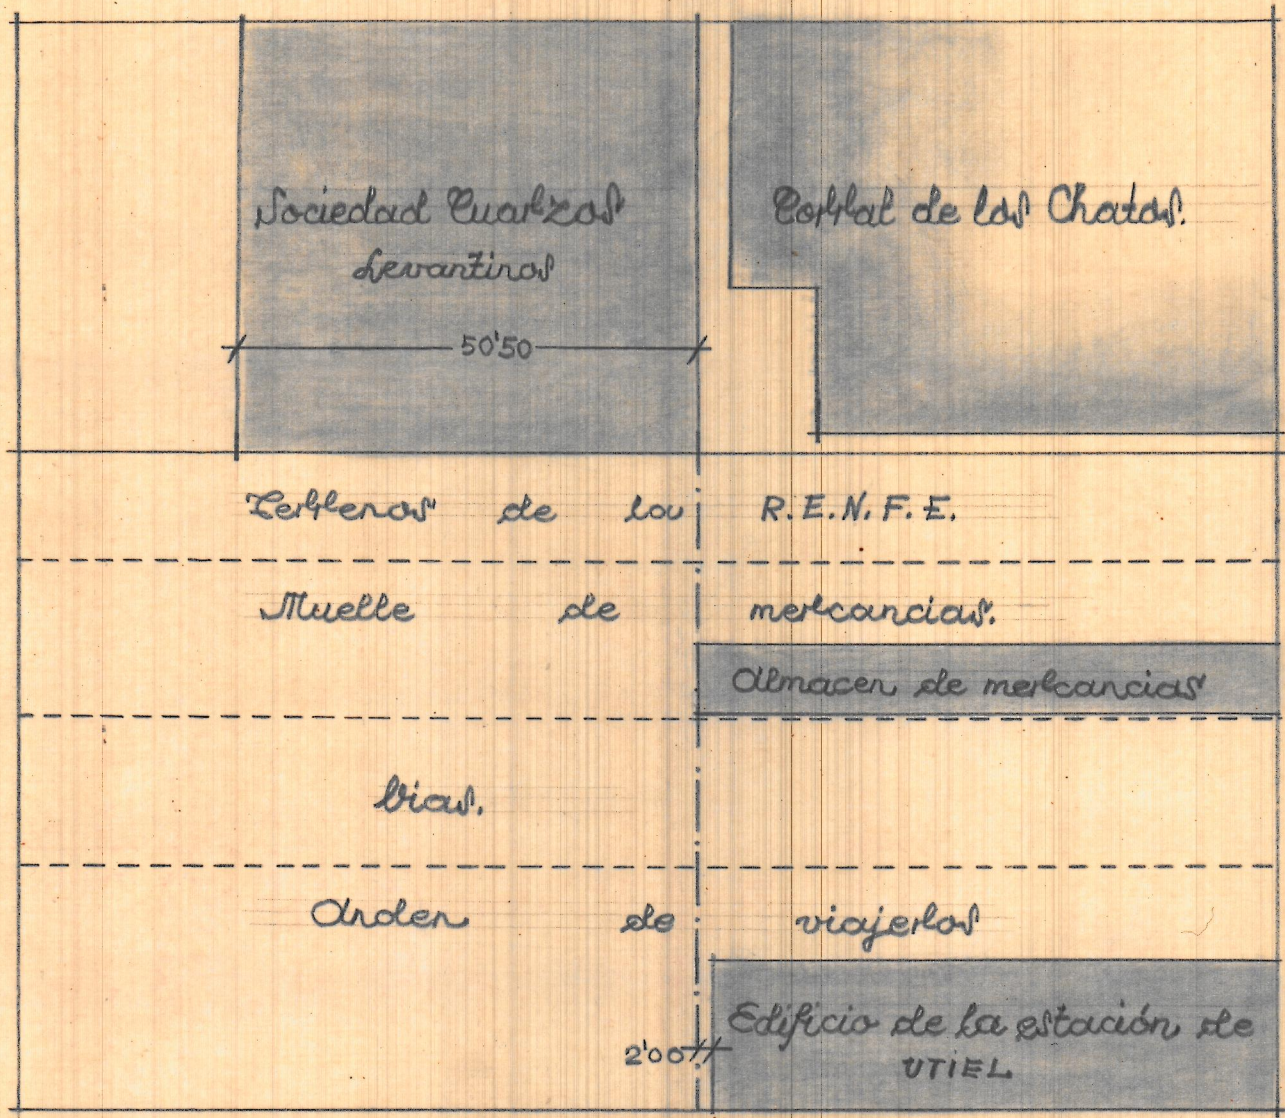 Sociedad Cuarzos
Levantinos
Corral de los Chatos.
50'50
Terrenos de la R.E.N.F.E.
Muelle de mercancias.
Almacen de mercancias
Vias.
Anden de viajeros
Edificio de la estación de
UTIEL
2'00